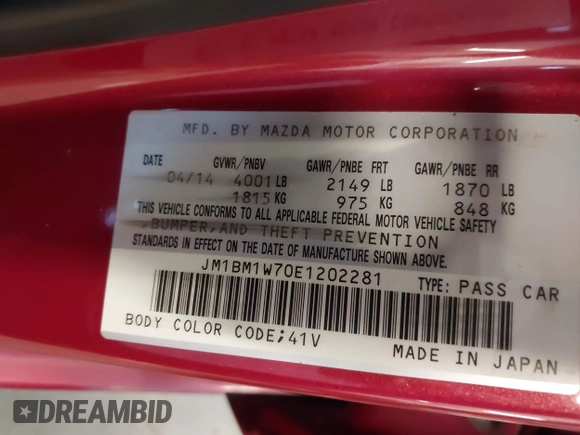 MFD. BY MAZDA MOTOR CORPORATION
DATE GVWR/PNBV GAWR/PNBE FRT GAWR/PNBE RR
04/14 4001 LB 2149 LB 1870 LB
1815 KG 975 KG 848 KG
THIS VEHICLE CONFORMS TO ALL APPLICABLE FEDERAL MOTOR VEHICLE SAFETY
,BUMPER,AND THEFT PREVENTION
STANDARDS IN EFFECT ON THE DATE OF MANUFACTURE SHOWN ABOVE.
JM1BM1W70E1202281 TYPE: PASS CAR
BODY COLOR CODE;41V
MADE IN JAPAN
DREAMBID